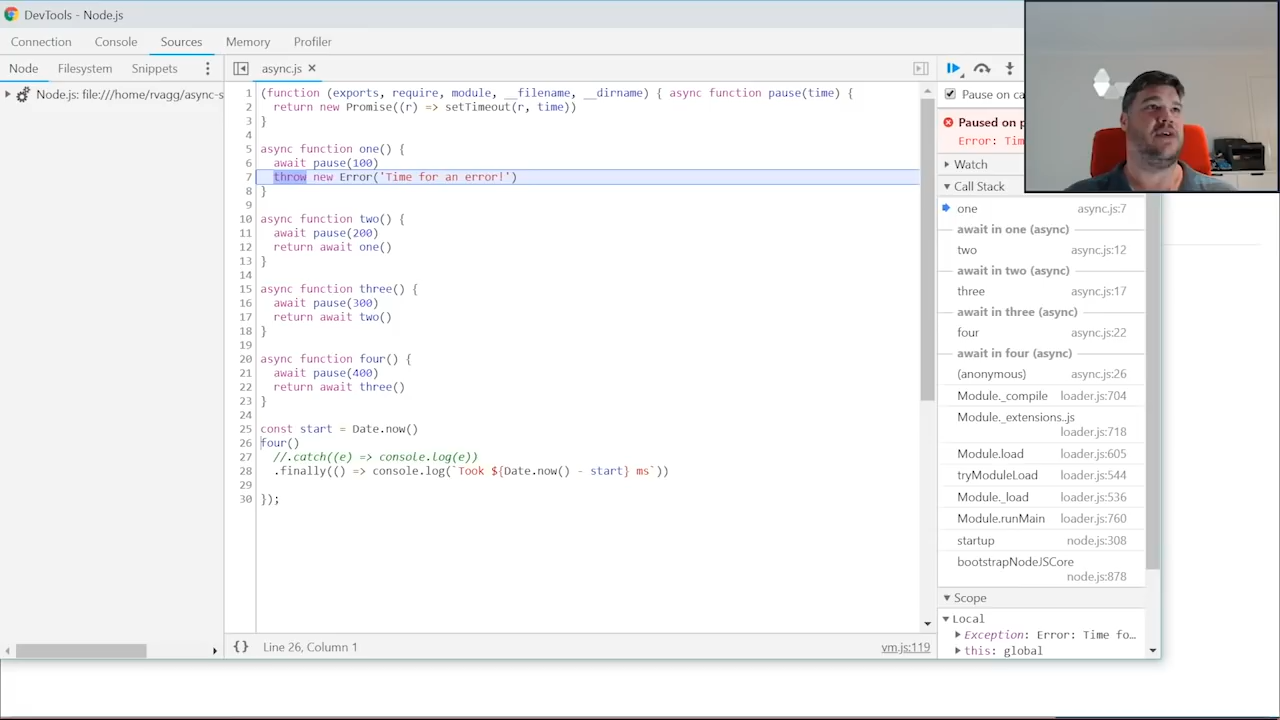 DevTools - Node.js
Connection Console Sources Memory Profiler
Node Filesystem Snippets
async.js
Node.js: file:///home/rvagg/async-s
1 (function (exports, require, module, __filename, __dirname) { async function pause(time) {
2 return new Promise((r) => setTimeout(r, time))
3 }
4
5 async function one() {
6 await pause(100)
7 throw new Error('Time for an error!')
8 }
9
10 async function two() {
11 await pause(200)
12 return await one()
13 }
14
15 async function three() {
16 await pause(300)
17 return await two()
18 }
19
20 async function four() {
21 await pause(400)
22 return await three()
23 }
24
25 const start = Date.now()
26 four()
27 //.catch((e) => console.log(e))
28 .finally(() => console.log(`Took ${Date.now() - start} ms`))
29
30 });
{} Line 26, Column 1 vm.js:119
Pause on ca
Paused on p
Error: Tim
Watch
Call Stack
one async.js:7
await in one (async)
two async.js:12
await in two (async)
three async.js:17
await in three (async)
four async.js:22
await in four (async)
(anonymous) async.js:26
Module._compile loader.js:704
Module._extensions..js
loader.js:718
Module.load loader.js:605
tryModuleLoad loader.js:544
Module._load loader.js:536
Module.runMain loader.js:760
startup node.js:308
bootstrapNodeJSCore
node.js:878
Scope
Local
Exception: Error: Time fo…
this: global